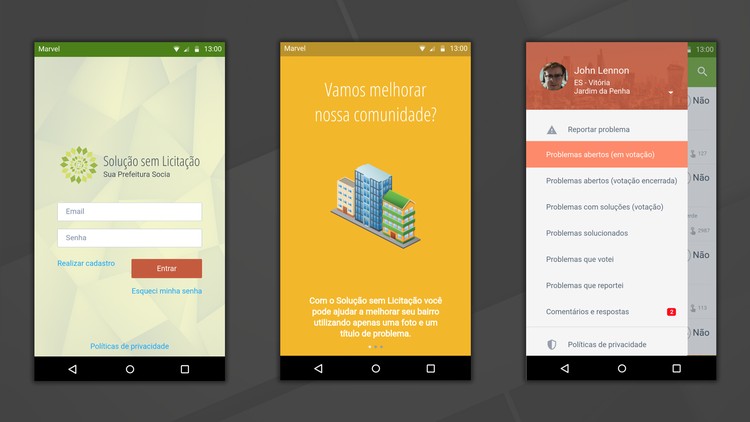 Marvel
13:00
Solução sem Licitação
Sua Prefeitura Socia
Email
Senha
Realizar cadastro
Entrar
Esqueci minha senha
Políticas de privacidade
Marvel
13:00
Vamos melhorar
nossa comunidade?
Com o Solução sem Licitação você
pode ajudar a melhorar seu bairro
utilizando apenas uma foto e um
título de problema.
13:00
John Lennon
ES - Vitória
Jardim da Penha
Reportar problema
Problemas abertos (em votação)
Problemas abertos (votação encerrada)
Problemas com soluções (votação)
Problemas solucionados
Problemas que votei
Problemas que reportei
Comentários e respostas
2
Políticas de privacidade
Não
127
Não
2987
Não
113
Não